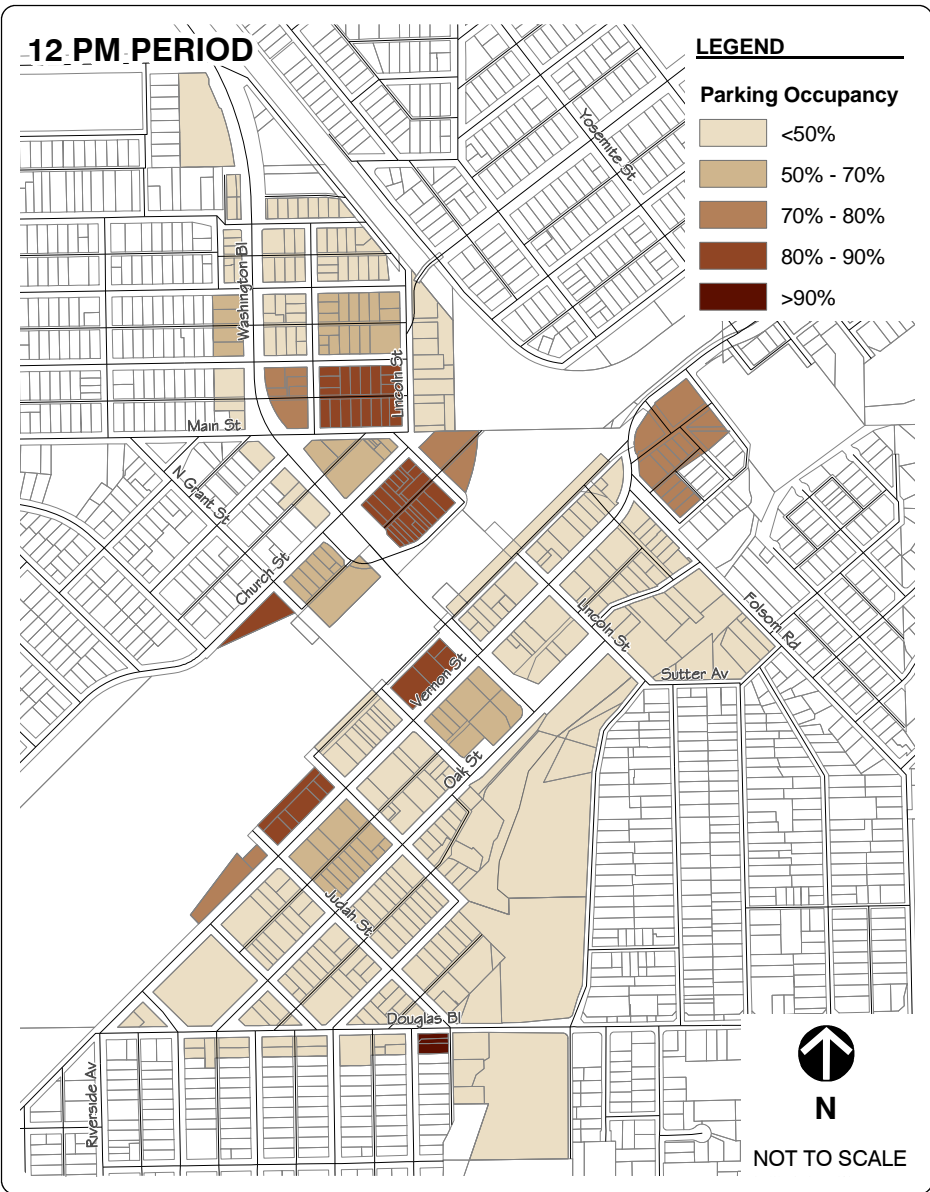 12 PM PERIOD
LEGEND
Parking Occupancy
<50%
50% - 70%
70% - 80%
80% - 90%
>90%
Yosemite St
Washington Bl
Lincoln St
Main St
N Grant St
Church St
Folsom Rd
Lincoln St
Sutter Av
Vernon St
Oak St
Judah St
Douglas Bl
Riverside Av
N
NOT TO SCALE